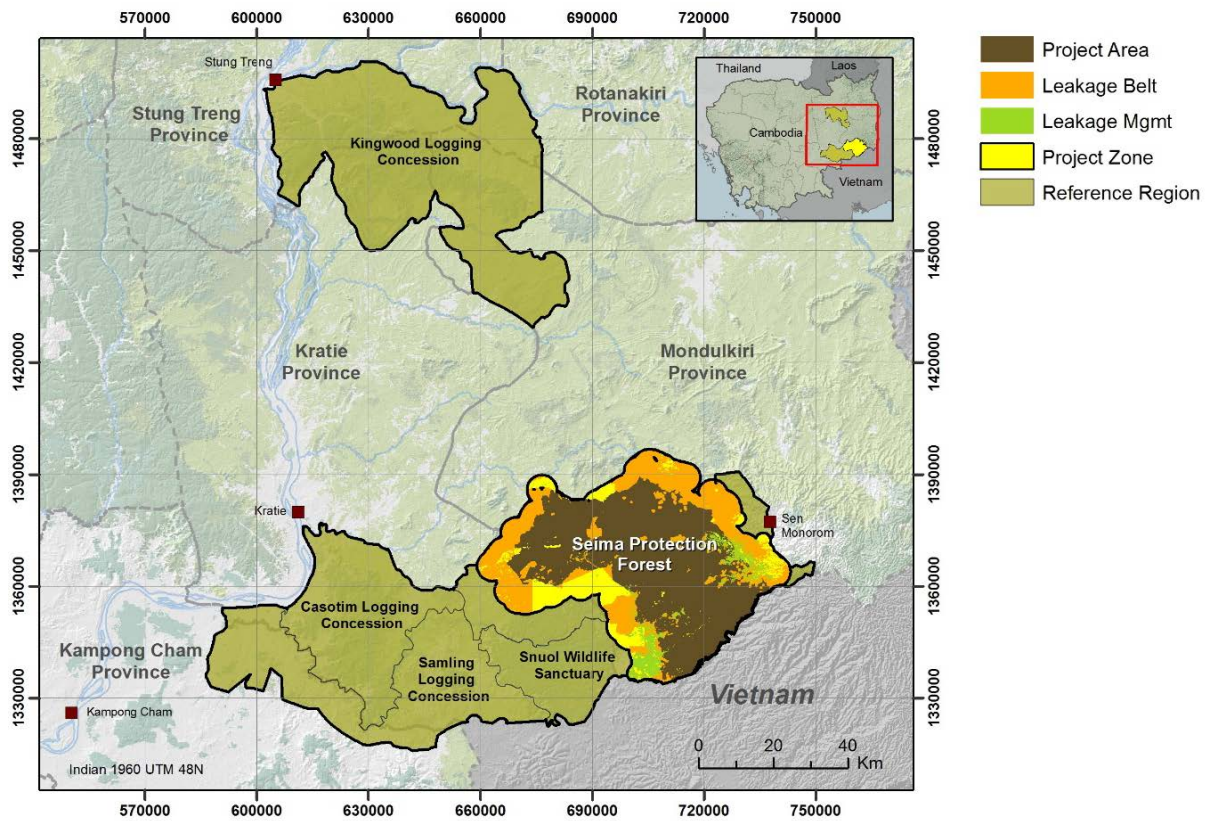 570000 600000 630000 660000 690000 720000 750000
Stung Treng
Stung Treng
Province
Rotanakiri
Province
Kingwood Logging
Concession
Thailand
Laos
Cambodia
Vietnam
Project Area
Leakage Belt
Leakage Mgmt
Project Zone
Reference Region
1480000
1480000
1450000
1450000
Kratie
Province
Mondulkiri
Province
1420000
1420000
1390000
1390000
Kratie
Sen
Monorom
Seima Protection
Forest
1360000
1360000
Casotim Logging
Concession
Kampong Cham
Province
Samling
Logging
Concession
Snuol Wildlife
Sanctuary
Vietnam
1330000
1330000
Kampong Cham
0 20 40
Km
Indian 1960 UTM 48N
570000 600000 630000 660000 690000 720000 750000